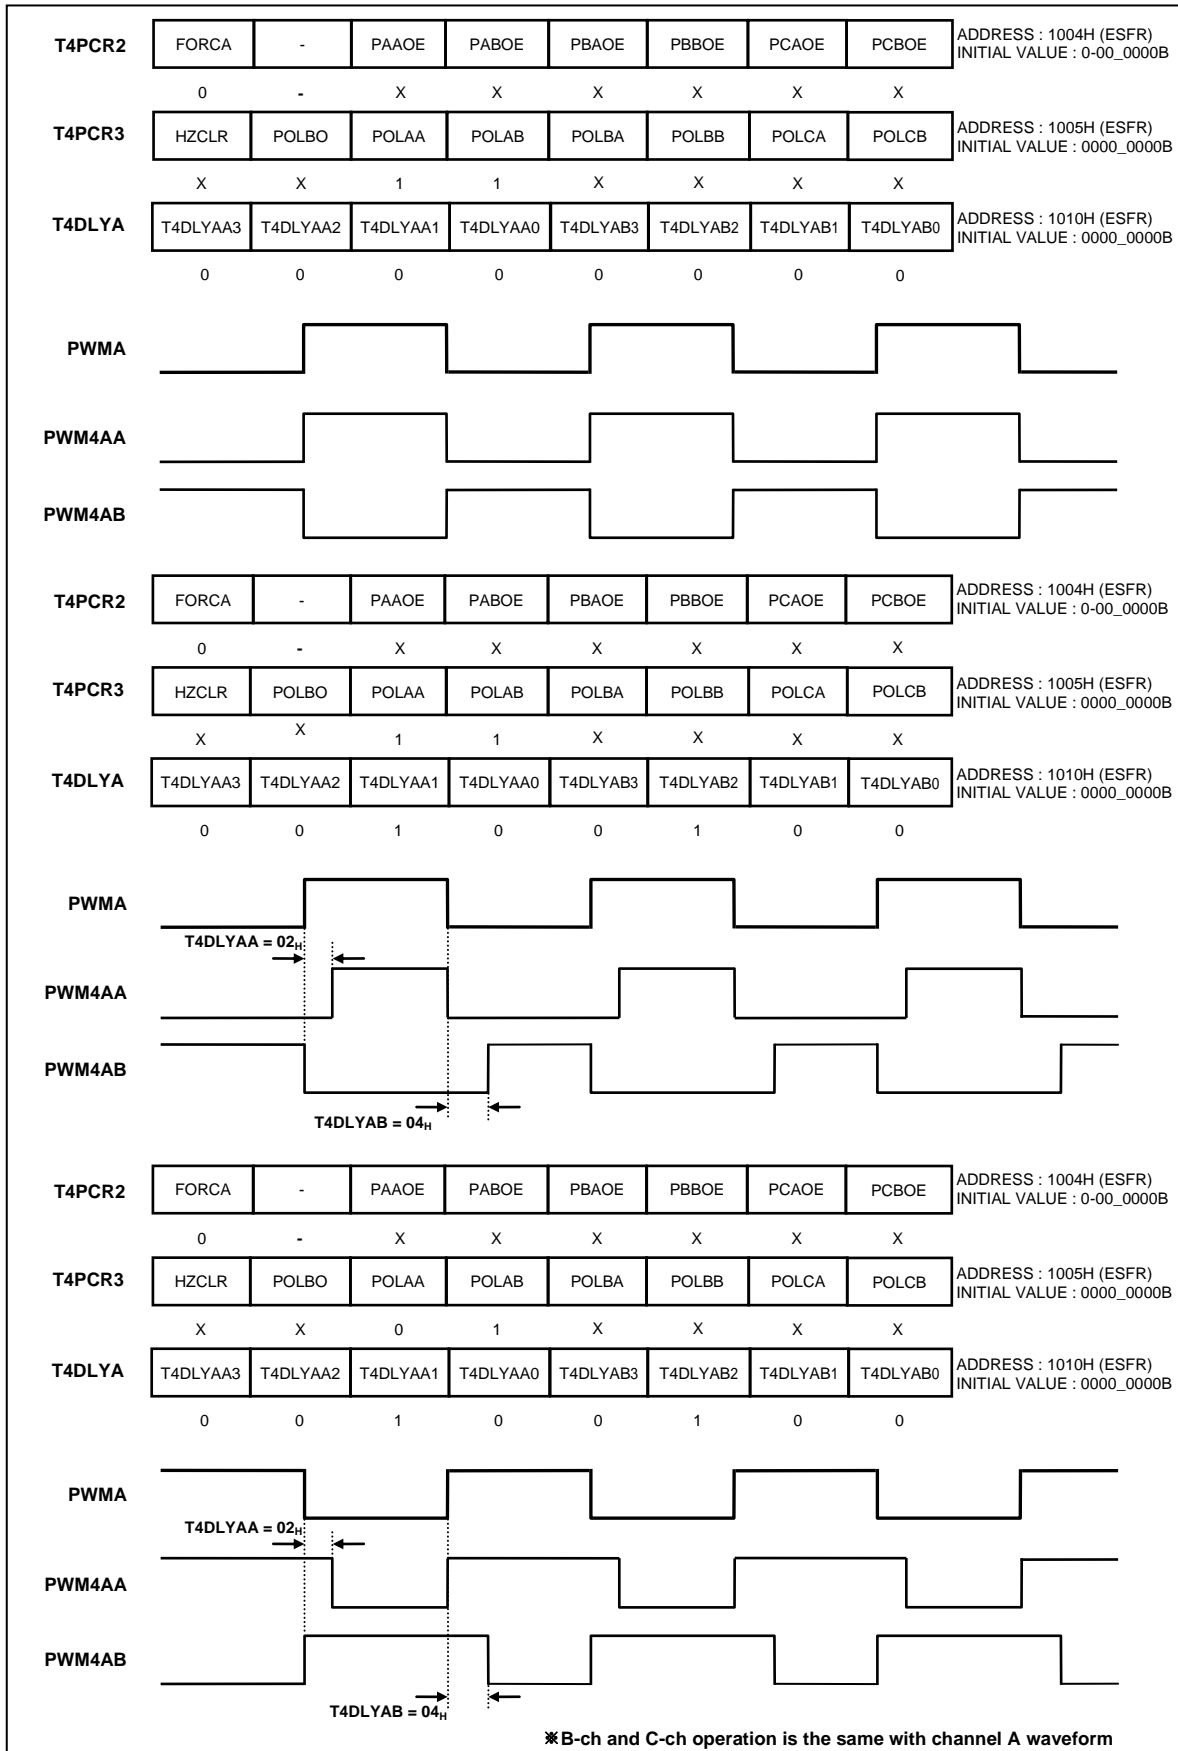 T4PCR2 FORCA - PAAOE PABOE PBAOE PBBOE PCAOE PCBOE ADDRESS : 1004H (ESFR)
INITIAL VALUE : 0-00_0000B
0 - X X X X X X
T4PCR3 HZCLR POLBO POLAA POLAB POLBA POLBB POLCA POLCB ADDRESS : 1005H (ESFR)
INITIAL VALUE : 0000_0000B
X X 1 1 X X X X
T4DLYA T4DLYAA3 T4DLYAA2 T4DLYAA1 T4DLYAA0 T4DLYAB3 T4DLYAB2 T4DLYAB1 T4DLYAB0 ADDRESS : 1010H (ESFR)
INITIAL VALUE : 0000_0000B
0 0 0 0 0 0 0 0
PWMA
PWM4AA
PWM4AB
T4PCR2 FORCA - PAAOE PABOE PBAOE PBBOE PCAOE PCBOE ADDRESS : 1004H (ESFR)
INITIAL VALUE : 0-00_0000B
0 - X X X X X X
T4PCR3 HZCLR POLBO POLAA POLAB POLBA POLBB POLCA POLCB ADDRESS : 1005H (ESFR)
INITIAL VALUE : 0000_0000B
X X 1 1 X X X X
T4DLYA T4DLYAA3 T4DLYAA2 T4DLYAA1 T4DLYAA0 T4DLYAB3 T4DLYAB2 T4DLYAB1 T4DLYAB0 ADDRESS : 1010H (ESFR)
INITIAL VALUE : 0000_0000B
0 0 1 0 0 1 0 0
PWMA
T4DLYAA = 02H
PWM4AA
PWM4AB
T4DLYAB = 04H
T4PCR2 FORCA - PAAOE PABOE PBAOE PBBOE PCAOE PCBOE ADDRESS : 1004H (ESFR)
INITIAL VALUE : 0-00_0000B
0 - X X X X X X
T4PCR3 HZCLR POLBO POLAA POLAB POLBA POLBB POLCA POLCB ADDRESS : 1005H (ESFR)
INITIAL VALUE : 0000_0000B
X X 0 1 X X X X
T4DLYA T4DLYAA3 T4DLYAA2 T4DLYAA1 T4DLYAA0 T4DLYAB3 T4DLYAB2 T4DLYAB1 T4DLYAB0 ADDRESS : 1010H (ESFR)
INITIAL VALUE : 0000_0000B
0 0 1 0 0 1 0 0
PWMA
T4DLYAA = 02H
PWM4AA
PWM4AB
T4DLYAB = 04H
※B-ch and C-ch operation is the same with channel A waveform